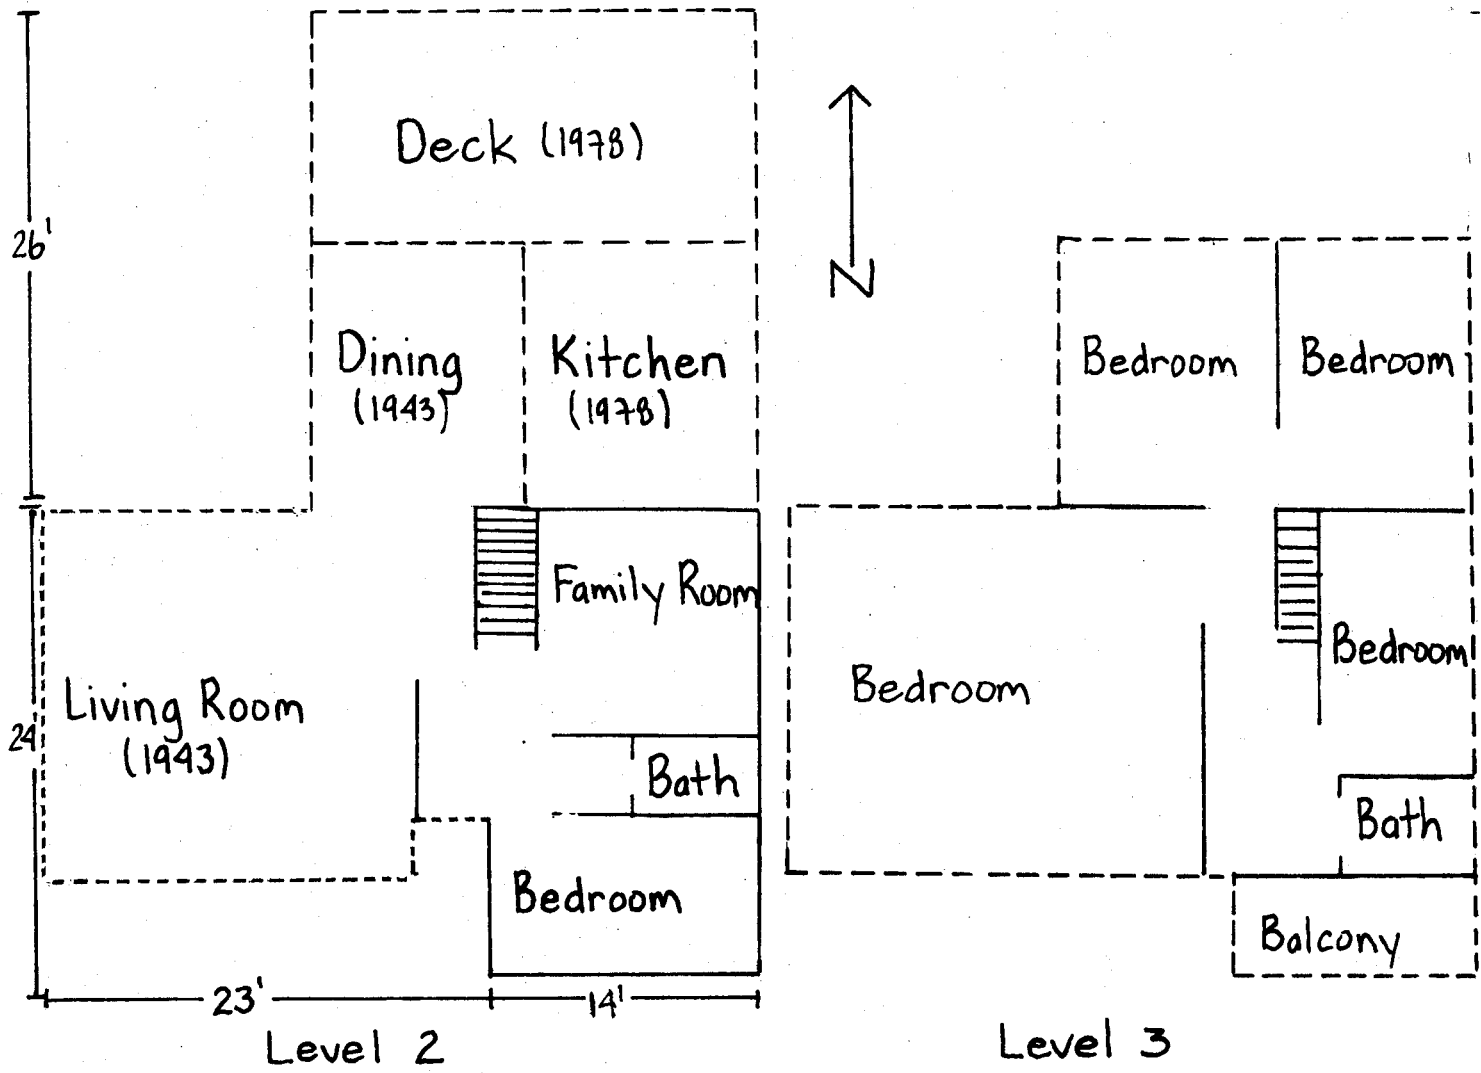 Deck (1978)
26'
N
Dining
(1943)
Kitchen
(1978)
Bedroom
Bedroom
Family Room
Living Room
(1943)
24
Bath
Bedroom
Bedroom
Bedroom
Bath
Balcony
23'
14'
Level 2
Level 3